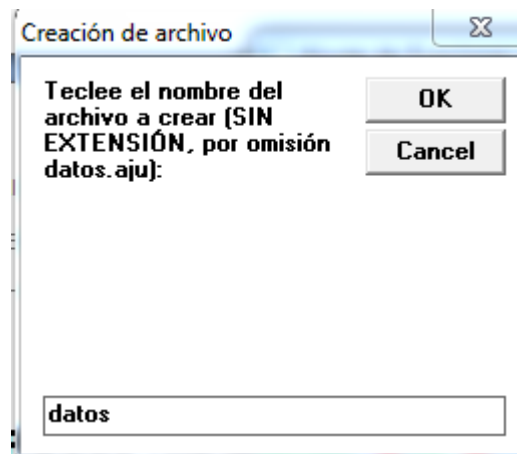 Creación de archivo
Teclee el nombre del
archivo a crear (SIN
EXTENSIÓN, por omisión
datos.aju):
OK
Cancel
datos